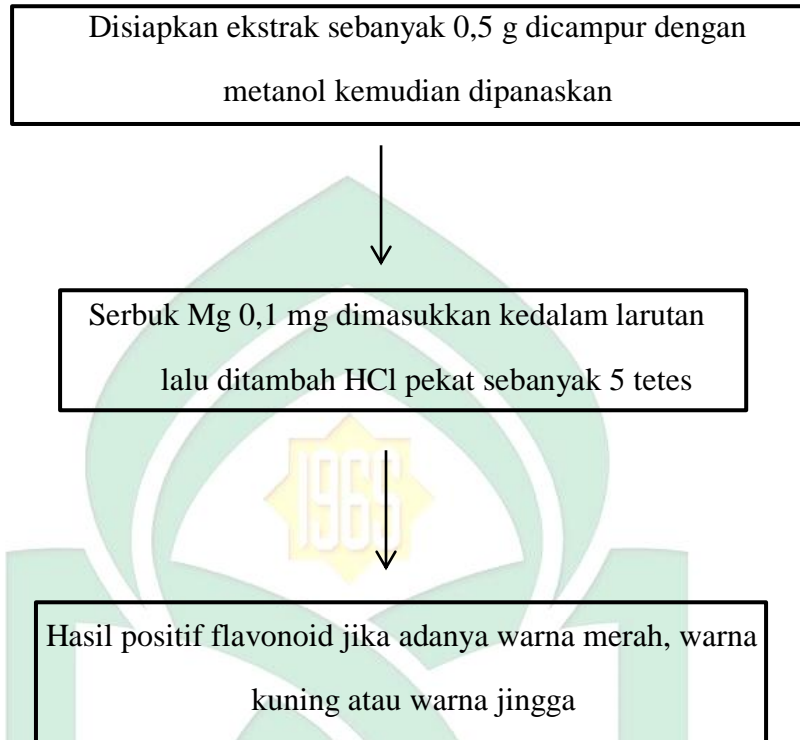 Disiapkan ekstrak sebanyak 0,5 g dicampur dengan
metanol kemudian dipanaskan
Serbuk Mg 0,1 mg dimasukkan kedalam larutan
lalu ditambah HCl pekat sebanyak 5 tetes
1965
Hasil positif flavonoid jika adanya warna merah, warna
kuning atau warna jingga